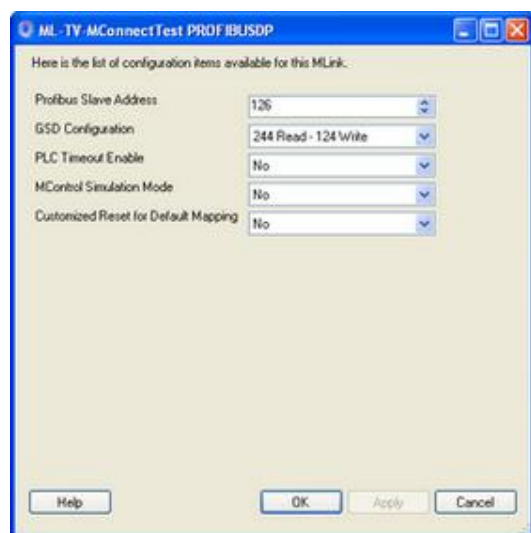 ML-TV-MConnectTest PROFIBUSDP
Here is the list of configuration items available for this MLink.
Profibus Slave Address 126
GSD Configuration 244 Read - 124 Write
PLC Timeout Enable No
MControl Simulation Mode No
Customized Reset for Default Mapping No
Help OK Apply Cancel